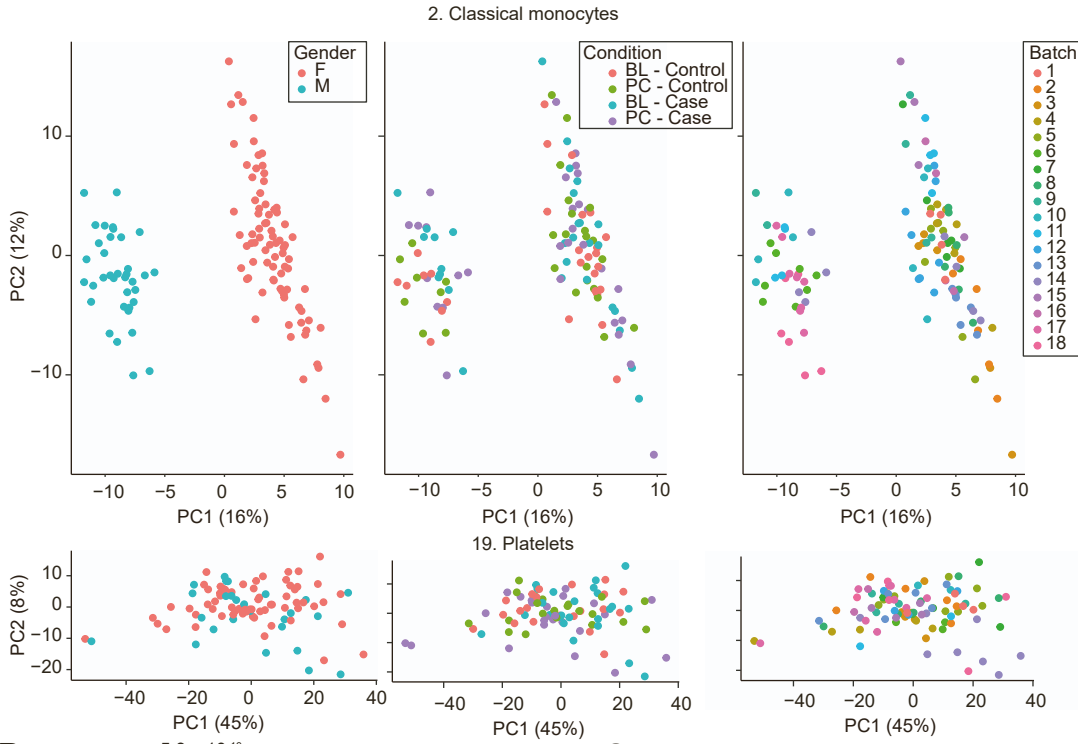 2. Classical monocytes
Gender
F
M
Condition
BL - Control
PC - Control
BL - Case
PC - Case
Batch
1
2
3
4
5
6
7
8
9
10
11
12
13
14
15
16
17
18
PC2 (12%)
10
0
−10
−10 −5 0 5 10
PC1 (16%)
−10 −5 0 5 10
PC1 (16%)
−10 −5 0 5 10
PC1 (16%)
19. Platelets
PC2 (8%)
10
0
−10
−20
−40 −20 0 20 40
PC1 (45%)
−40 −20 0 20 40
PC1 (45%)
−40 −20 0 20 40
PC1 (45%)